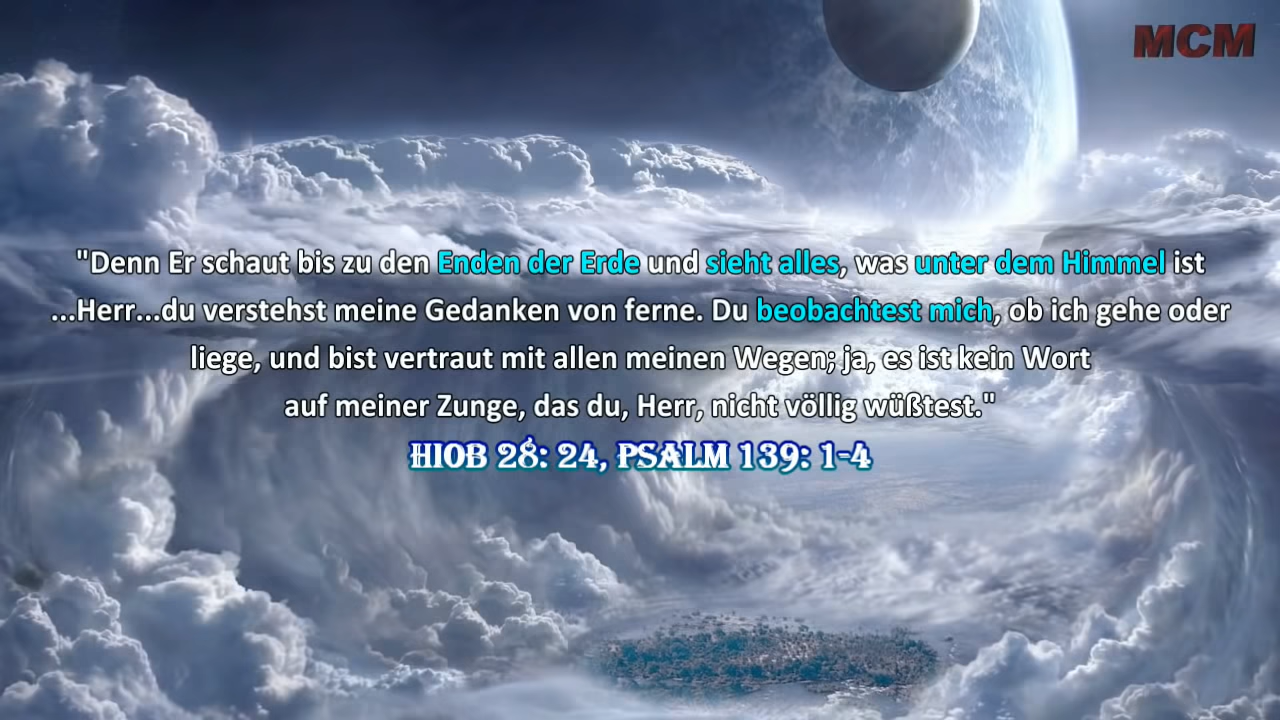 MCM
"Denn Er schaut bis zu den Enden der Erde und sieht alles, was unter dem Himmel ist
...Herr...du verstehst meine Gedanken von ferne. Du beobachtest mich, ob ich gehe oder
liege, und bist vertraut mit allen meinen Wegen; ja, es ist kein Wort
auf meiner Zunge, das du, Herr, nicht völlig wüßtest."
HIOB 28: 24, PSALM 139: 1-4